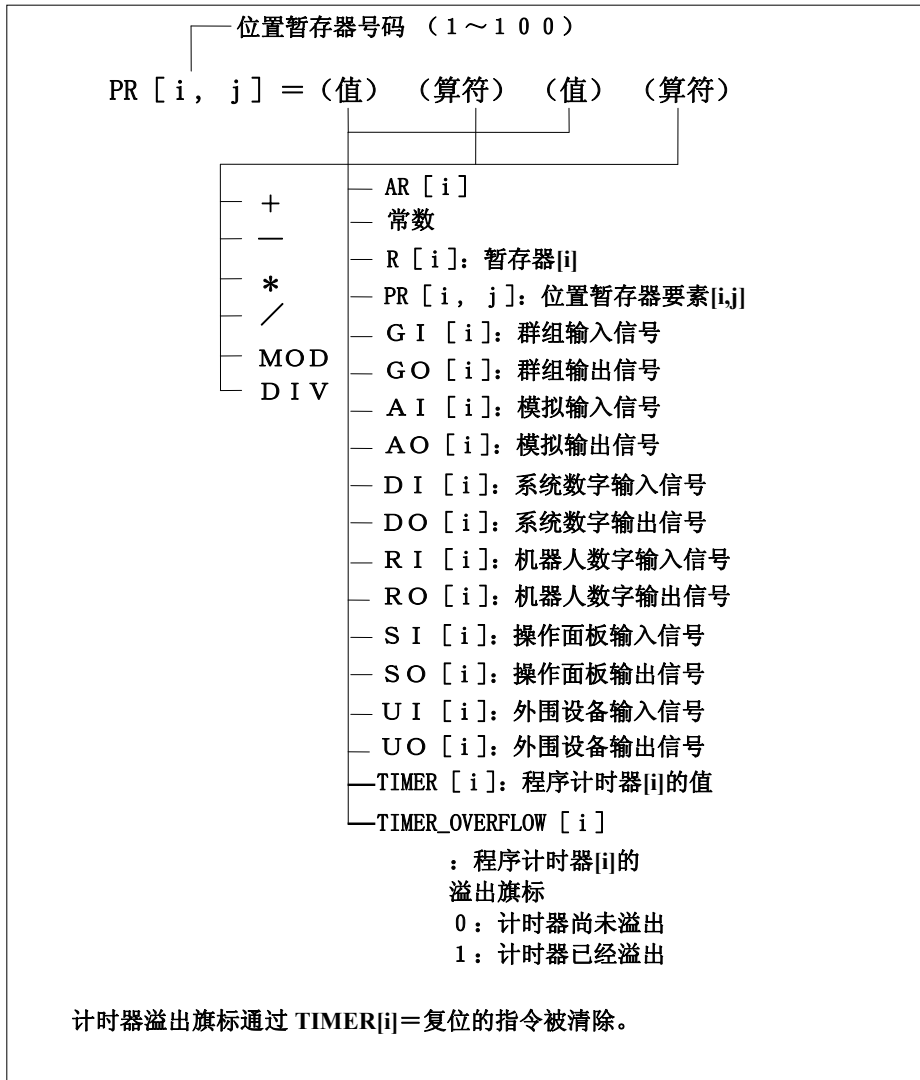 位置暂存器号码 （1～100）
PR［i， j］＝（值） （算符） （值） （算符）
AR［i］
＋
常数
－
R［i］：暂存器[i]
＊
PR［i， j］：位置暂存器要素[i,j]
／
GI［i］：群组输入信号
MOD
GO［i］：群组输出信号
DIV
AI［i］：模拟输入信号
AO［i］：模拟输出信号
DI［i］：系统数字输入信号
DO［i］：系统数字输出信号
RI［i］：机器人数字输入信号
RO［i］：机器人数字输出信号
SI［i］：操作面板输入信号
SO［i］：操作面板输出信号
UI［i］：外围设备输入信号
UO［i］：外围设备输出信号
TIMER［i］：程序计时器[i]的值
TIMER_OVERFLOW［i］
：程序计时器[i]的
溢出旗标
0：计时器尚未溢出
1：计时器已经溢出
计时器溢出旗标通过 TIMER[i]＝复位的指令被清除。